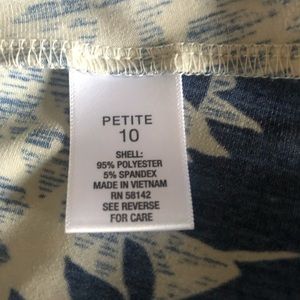 PETITE
10
SHELL:
95% POLYESTER
5% SPANDEX
MADE IN VIETNAM
RN 58142
SEE REVERSE
FOR CARE